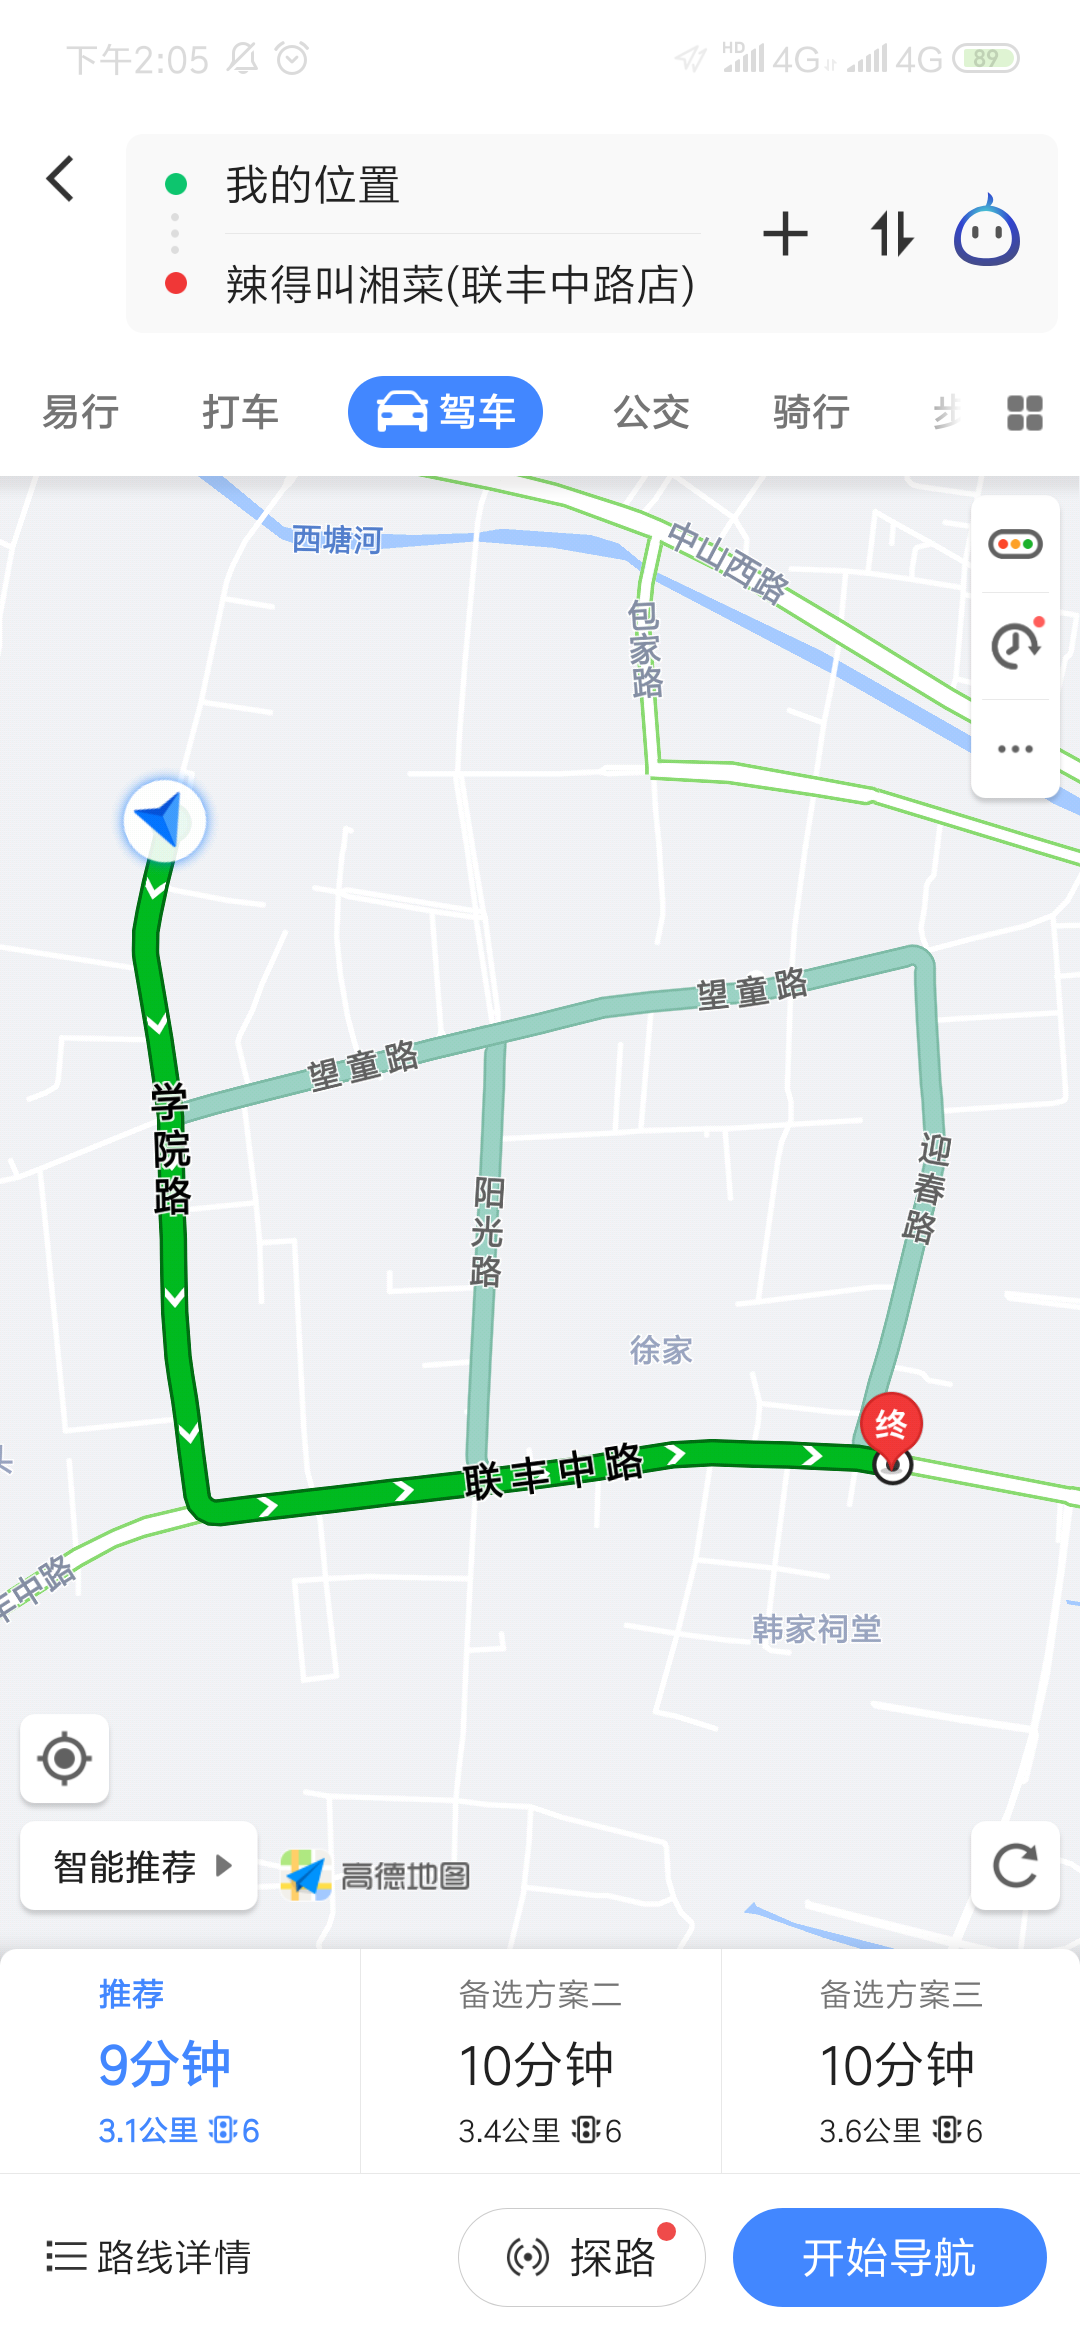 下午2:05
HD 4G 4G 89
我的位置
辣得叫湘菜(联丰中路店)
易行 打车 驾车 公交 骑行
西塘河
中山西路
包家路
望童路
望童路
学院路
阳光路
迎春路
徐家
终
联丰中路
中路
韩家祠堂
智能推荐
高德地图
推荐 备选方案二 备选方案三
9分钟 10分钟 10分钟
3.1公里 6 3.4公里 6 3.6公里 6
路线详情 探路 开始导航